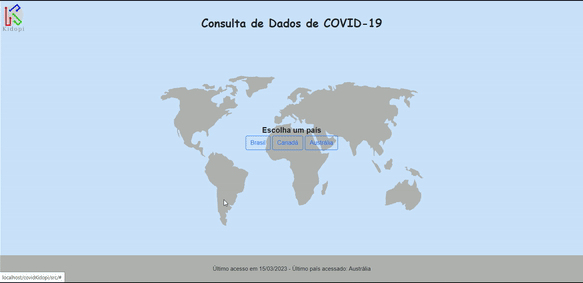 Kidopi
Consulta de Dados de COVID-19
Escolha um país
Brasil
Canadá
Austrália
Último acesso em 15/03/2023 - Último país acessado: Austrália
localhost/covidKidopi/src/#